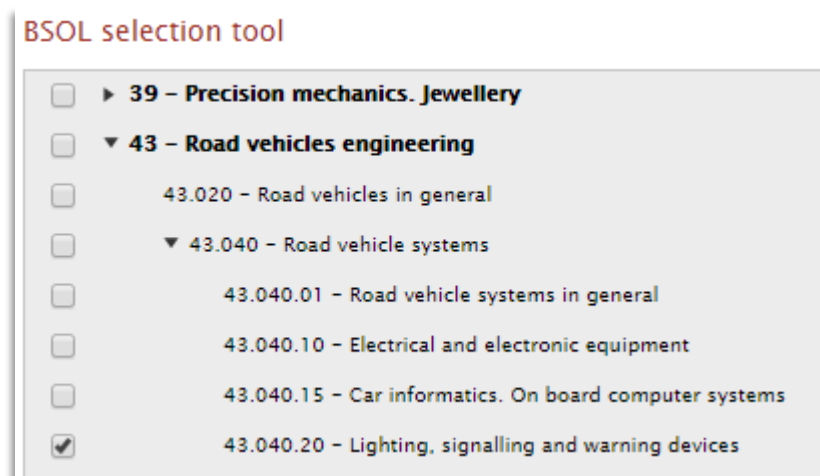 BSOL selection tool
39 – Precision mechanics. Jewellery
43 – Road vehicles engineering
43.020 – Road vehicles in general
43.040 – Road vehicle systems
43.040.01 – Road vehicle systems in general
43.040.10 – Electrical and electronic equipment
43.040.15 – Car informatics. On board computer systems
43.040.20 – Lighting, signalling and warning devices